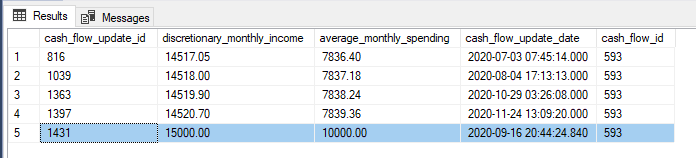 Results Messages
cash_flow_update_id discretionary_monthly_income average_monthly_spending cash_flow_update_date cash_flow_id
1 816 14517.05 7836.40 2020-07-03 07:45:14.000 593
2 1039 14518.00 7837.18 2020-08-04 17:13:13.000 593
3 1363 14519.90 7838.24 2020-10-29 03:26:08.000 593
4 1397 14520.70 7839.36 2020-11-24 13:09:20.000 593
5 1431 15000.00 10000.00 2020-09-16 20:44:24.840 593